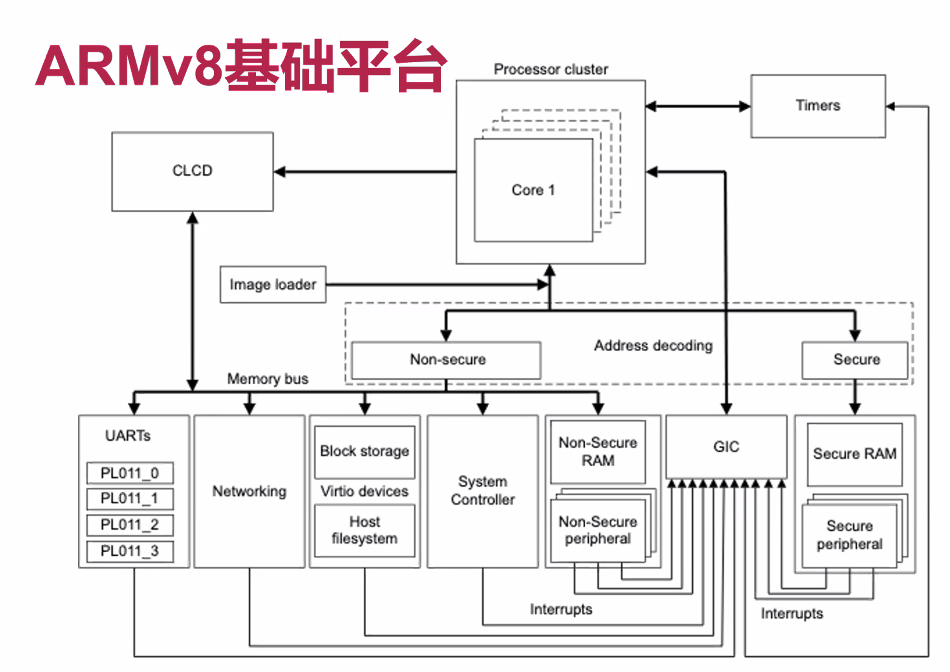 ARMv8基础平台
Processor cluster
Timers
CLCD
Core 1
Image loader
Address decoding
Non-secure
Secure
Memory bus
UARTs
PL011_0
PL011_1
PL011_2
PL011_3
Networking
Block storage
Virtio devices
Host
filesystem
System
Controller
Non-Secure
RAM
Non-Secure
peripheral
GIC
Secure RAM
Secure
peripheral
Interrupts
Interrupts